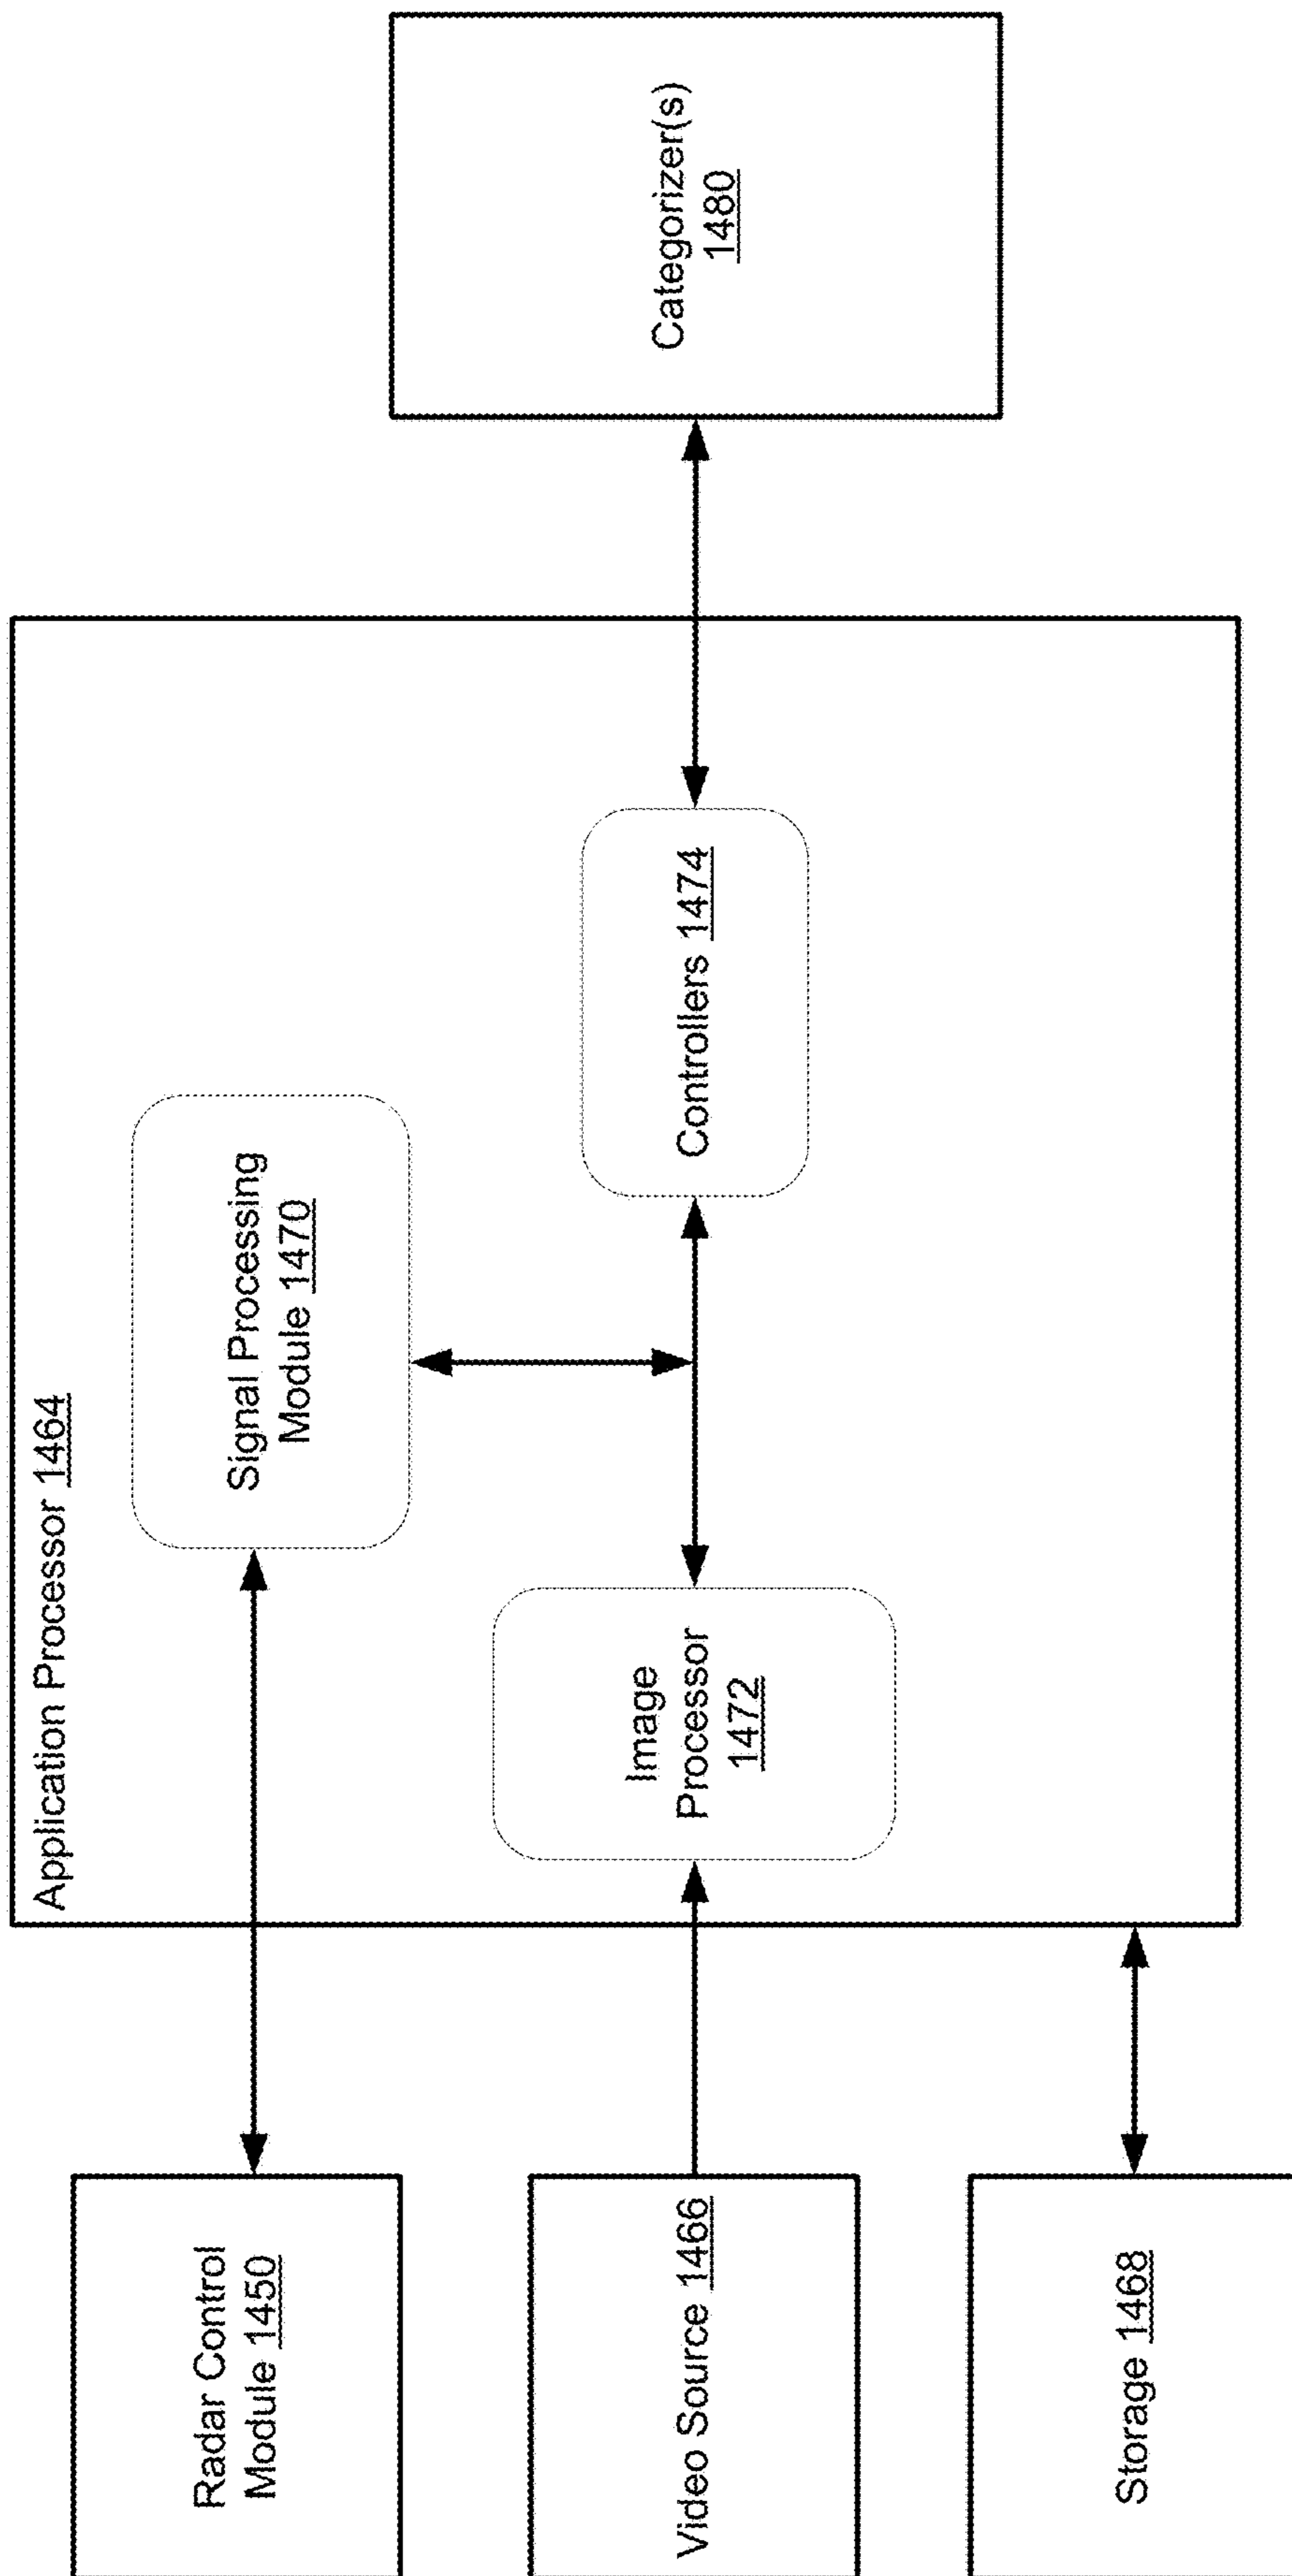 Application Processor 1464
Radar Control
Module 1450
Signal Processing
Module 1470
Video Source 1466
Image
Processor
1472
Controllers 1474
Categorizer(s)
1480
Storage 1468